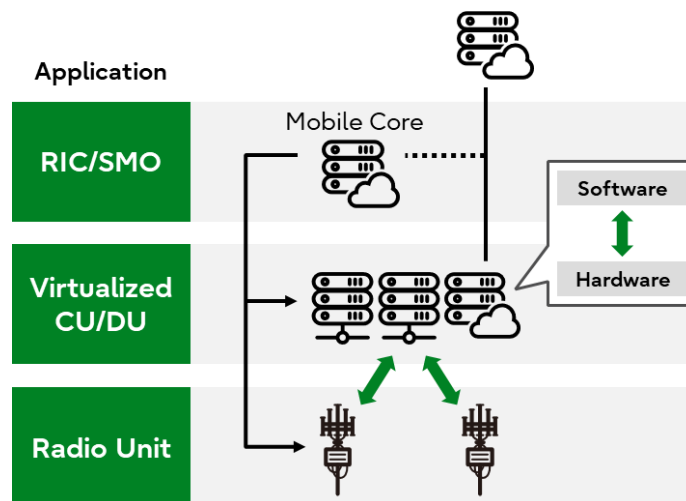 Application
Mobile Core
RIC/SMO
Software
Hardware
Virtualized
CU/DU
Radio Unit